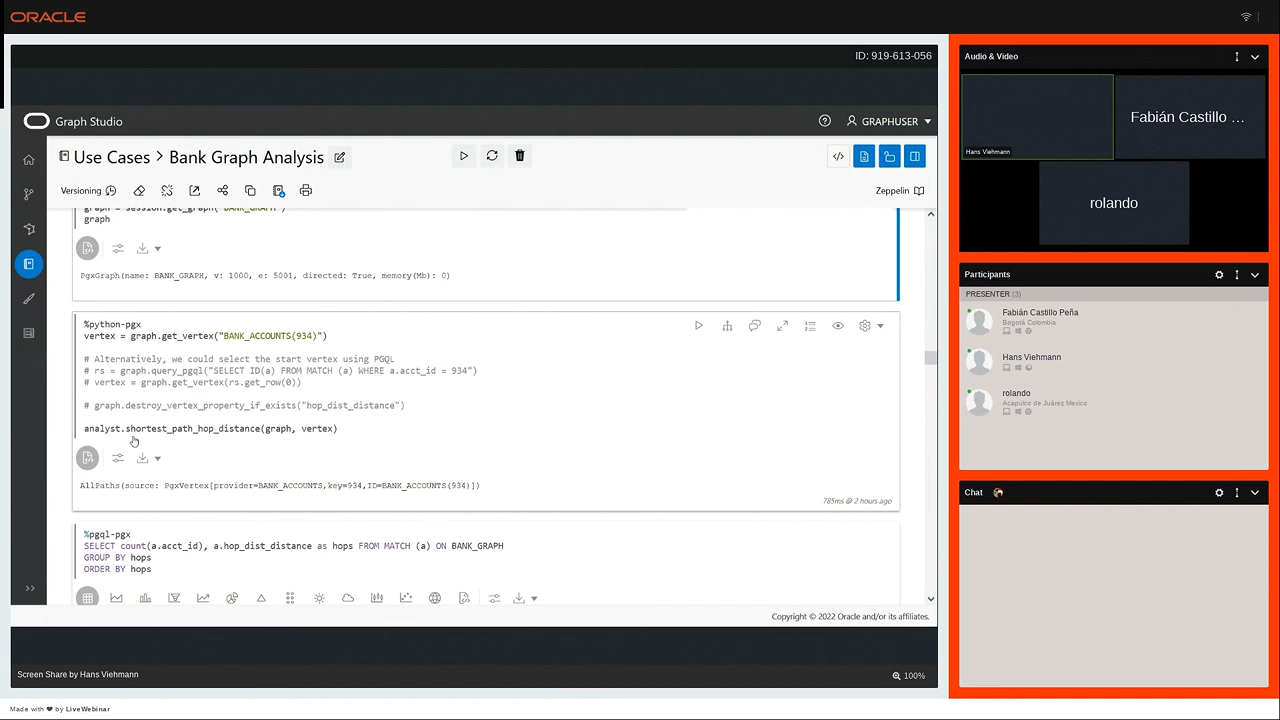 ORACLE
ID: 919-613-056
Graph Studio
GRAPHUSER
Use Cases > Bank Graph Analysis
Versioning
Zeppelin
graph = session.get_graph("BANK_GRAPH")
graph
PgxGraph(name: BANK_GRAPH, v: 1000, e: 5001, directed: True, memory(Mb): 0)
%python-pgx
vertex = graph.get_vertex("BANK_ACCOUNTS(934)")
# Alternatively, we could select the start vertex using PGQL
# rs = graph.query_pgql("SELECT ID(a) FROM MATCH (a) WHERE a.acct_id = 934")
# vertex = graph.get_vertex(rs.get_row(0))
# graph.destroy_vertex_property_if_exists("hop_dist_distance")
analyst.shortest_path_hop_distance(graph, vertex)
AllPaths(source: PgxVertex[provider=BANK_ACCOUNTS,key=934,ID=BANK_ACCOUNTS(934)])
785ms @ 2 hours ago
%pgql-pgx
SELECT count(a.acct_id), a.hop_dist_distance as hops FROM MATCH (a) ON BANK_GRAPH
GROUP BY hops
ORDER BY hops
Copyright © 2022 Oracle and/or its affiliates.
Screen Share by Hans Viehmann
100%
Made with ❤ by LiveWebinar
Audio & Video
Hans Viehmann
Fabián Castillo ...
rolando
Participants
PRESENTER (3)
Fabián Castillo Peña
Bogotá Colombia
Hans Viehmann
rolando
Acapulco de Juárez Mexico
Chat